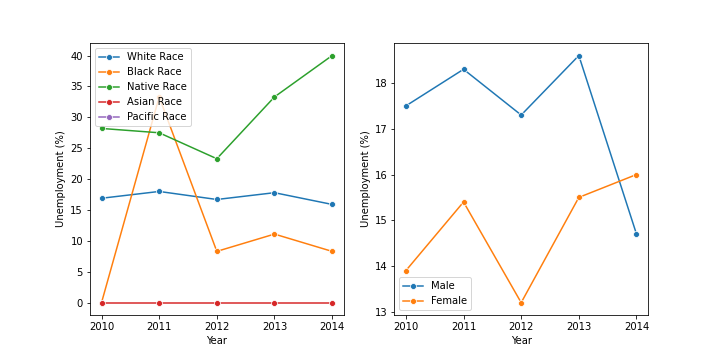 White Race
Black Race
Native Race
Asian Race
Pacific Race
40
35
30
25
20
15
10
5
0
Unemployment (%)
2010 2011 2012 2013 2014
Year
Male
Female
18
17
16
15
14
13
Unemployment (%)
2010 2011 2012 2013 2014
Year